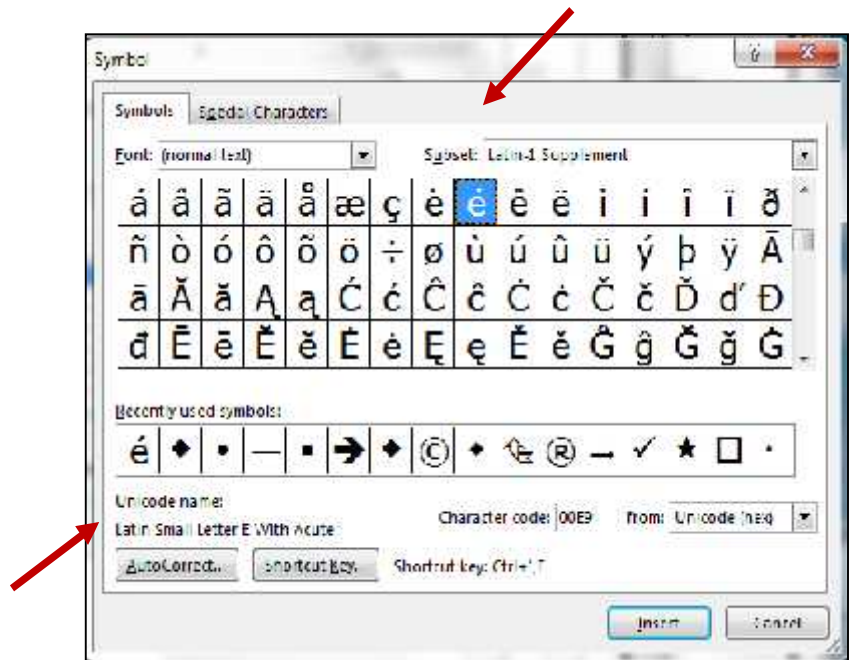 Symbol
Symbols Special Characters
Font: (normal text) Subset: Latin-1 Supplement
á â ã ä å æ ç è é ê ë ì í î ï ð
ñ ò ó ô õ ö ÷ ø ù ú û ü ý þ ÿ Ā
ā Ă ă Ą ą Ć ć Ĉ ĉ Ċ ċ Č č Ď ď Đ
đ Ē ē Ĕ ĕ Ė ė Ę ę Ě ě Ĝ ĝ Ğ ğ Ġ
Recently used symbols:
é ◆ • — ▪ ➔ ◆ © ◆ ® ✓ ★ □ ·
Unicode name:
Latin Small Letter E With Acute
Character code: 00E9 from: Unicode (hex)
AutoCorrect... Shortcut Key... Shortcut key: Ctrl+',E
Insert Cancel